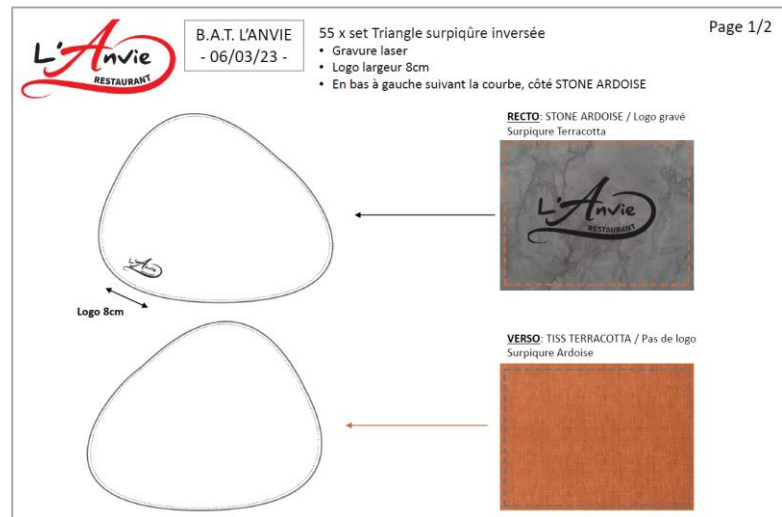 L'Anvie
RESTAURANT
B.A.T. L'ANVIE
- 06/03/23 -
55 x set Triangle surpiqûre inversée
• Gravure laser
• Logo largeur 8cm
• En bas à gauche suivant la courbe, côté STONE ARDOISE
Page 1/2
RECTO: STONE ARDOISE / Logo gravé
Surpiqure Terracotta
L'Anvie
RESTAURANT
L'Anvie
RESTAURANT
Logo 8cm
VERSO: TISS TERRACOTTA / Pas de logo
Surpiqure Ardoise